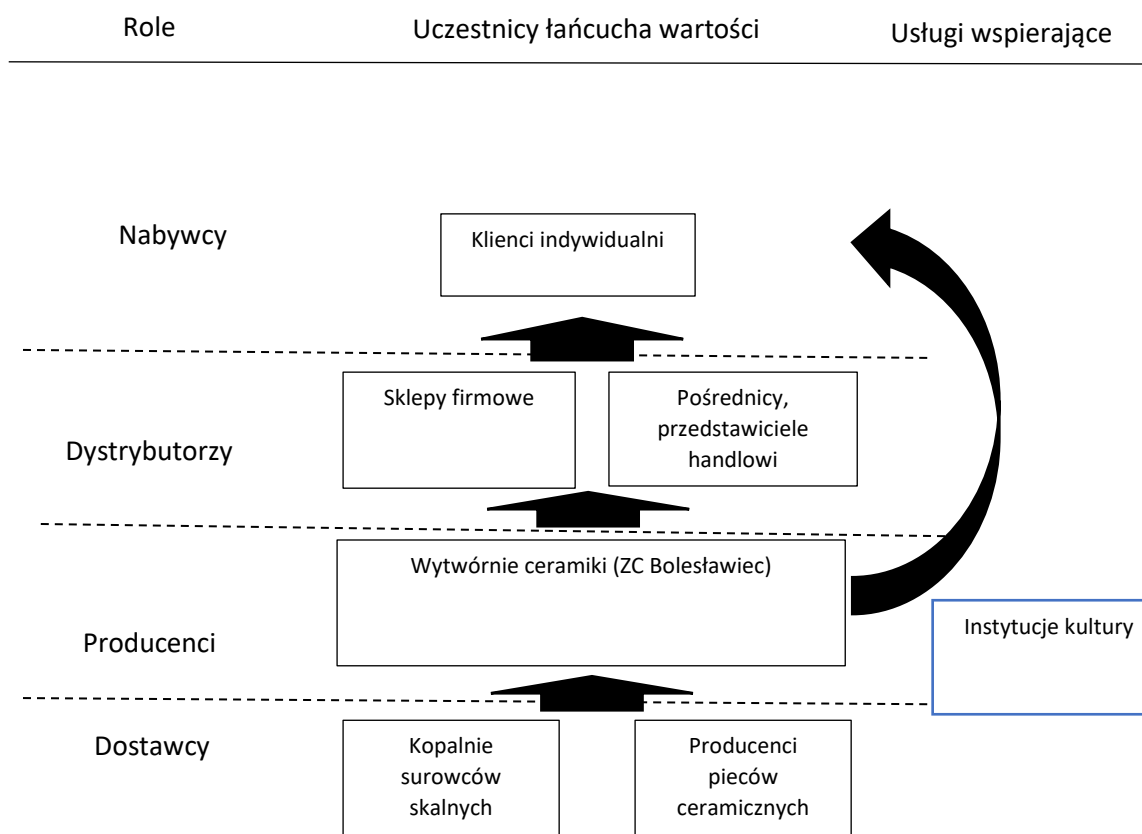 Role
Uczestnicy łańcucha wartości
Usługi wspierające
Nabywcy
Klienci indywidualni
Dystrybutorzy
Sklepy firmowe
Pośrednicy,
przedstawiciele
handlowi
Producenci
Wytwórnie ceramiki (ZC Bolesławiec)
Instytucje kultury
Dostawcy
Kopalnie
surowców
skalnych
Producenci
pieców
ceramicznych